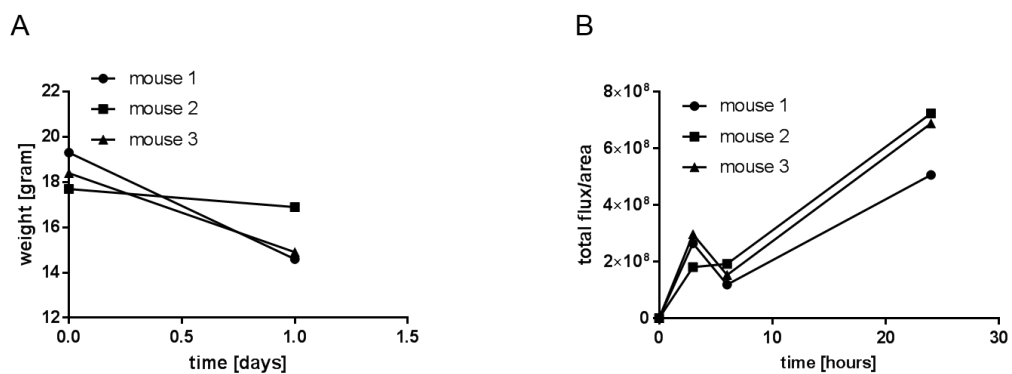 A
mouse 1
mouse 2
mouse 3
weight [gram]
22
20
18
16
14
12
0.0
0.5
1.0
1.5
time [days]
B
mouse 1
mouse 2
mouse 3
total flux/area
8×10⁸
6×10⁸
4×10⁸
2×10⁸
0
0
10
20
30
time [hours]